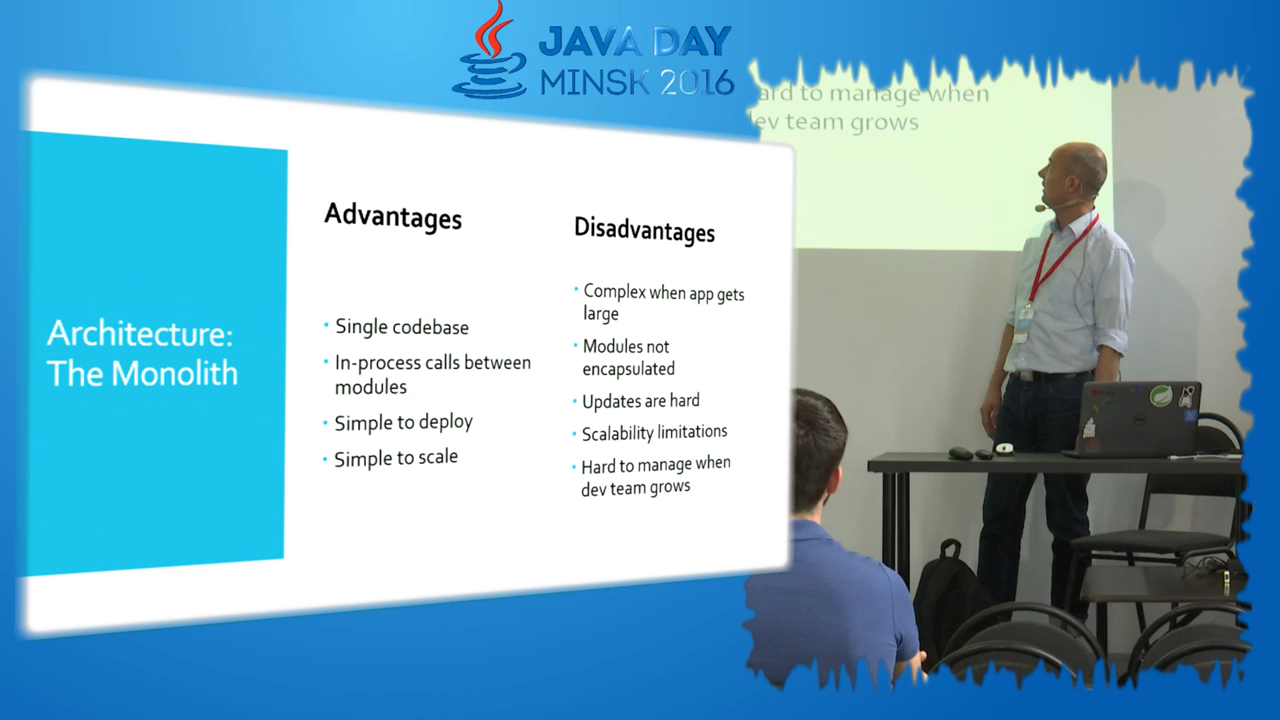 JAVA DAY
MINSK 2016
Architecture:
The Monolith
Advantages
• Single codebase
• In-process calls between
modules
• Simple to deploy
• Simple to scale
Disadvantages
• Complex when app gets
large
• Modules not
encapsulated
• Updates are hard
• Scalability limitations
• Hard to manage when
dev team grows
ard to manage when
ev team grows